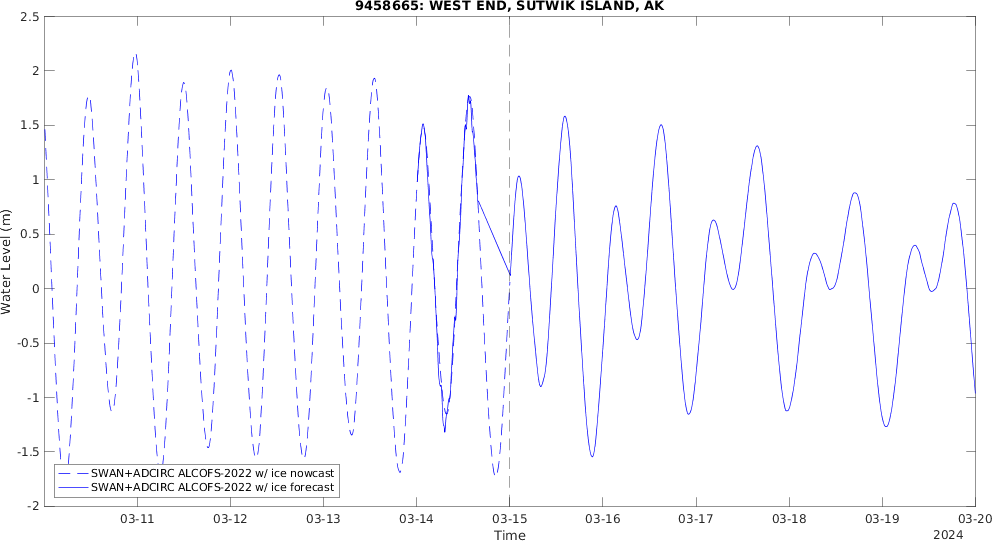 9458665: WEST END, SUTWIK ISLAND, AK
Water Level (m)
2.5
2
1.5
1
0.5
0
-0.5
-1
-1.5
-2
SWAN+ADCIRC ALCOFS-2022 w/ ice nowcast
SWAN+ADCIRC ALCOFS-2022 w/ ice forecast
03-11 03-12 03-13 03-14 03-15 03-16 03-17 03-18 03-19 03-20
Time
2024